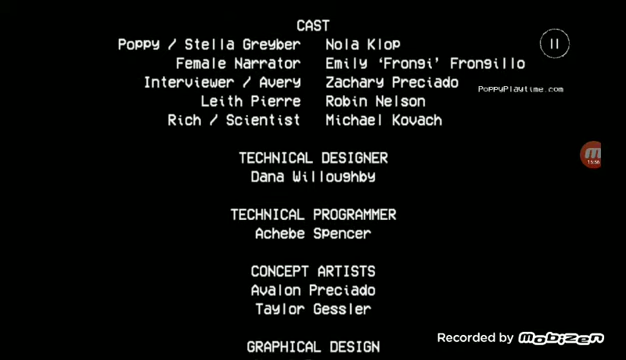 CAST
Poppy / Stella Greyber Nola Klop
Female Narrator Emily 'Frongi' Frongillo
Interviewer / Avery Zachary Preciado
PoppyPlaytime.com
Leith Pierre Robin Nelson
Rich / Scientist Michael Kovach
TECHNICAL DESIGNER
Dana Willoughby
TECHNICAL PROGRAMMER
Achebe Spencer
CONCEPT ARTISTS
Avalon Preciado
Taylor Gessler
GRAPHICAL DESIGN
Recorded by mobizen